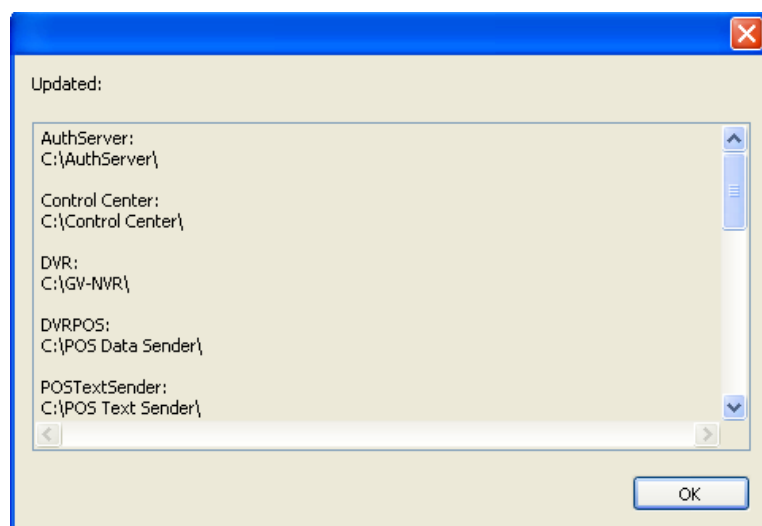 Updated:
AuthServer:
C:\AuthServer\
Control Center:
C:\Control Center\
DVR:
C:\GV-NVR\
DVRPOS:
C:\POS Data Sender\
POSTextSender:
C:\POS Text Sender\
OK